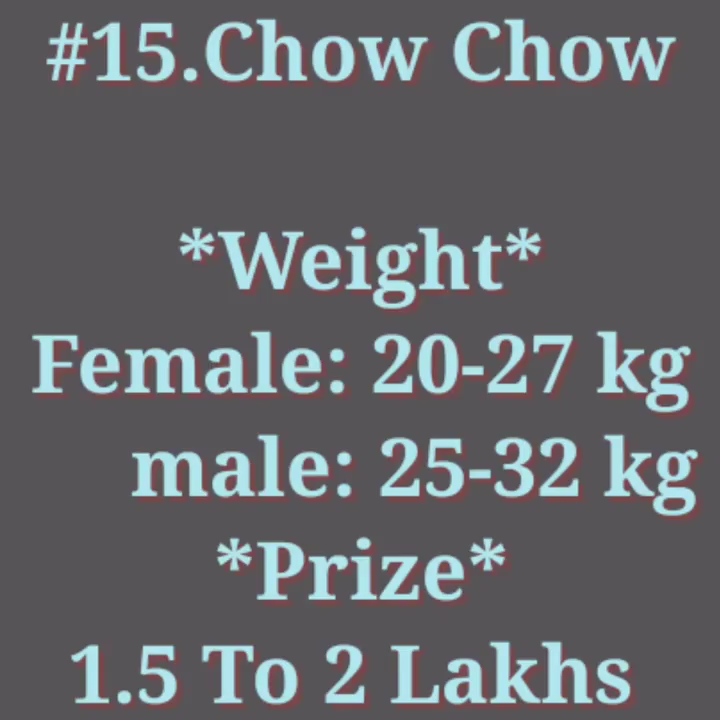 #15.Chow Chow
*Weight*
Female: 20-27 kg
male: 25-32 kg
*Prize*
1.5 To 2 Lakhs